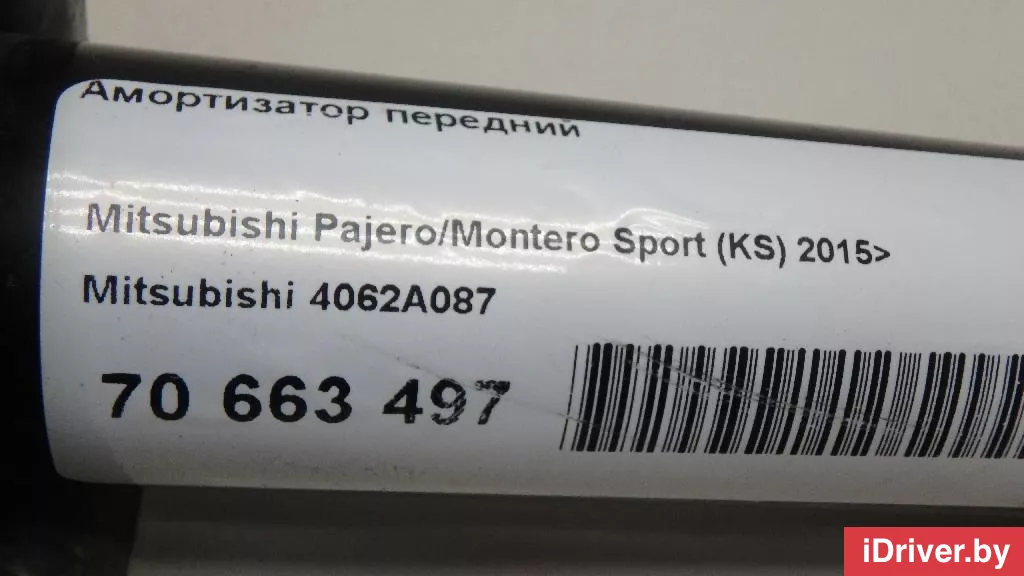 Амортизатор передний
Mitsubishi Pajero/Montero Sport (KS) 2015>
Mitsubishi 4062A087
70 663 497
iDriver.by